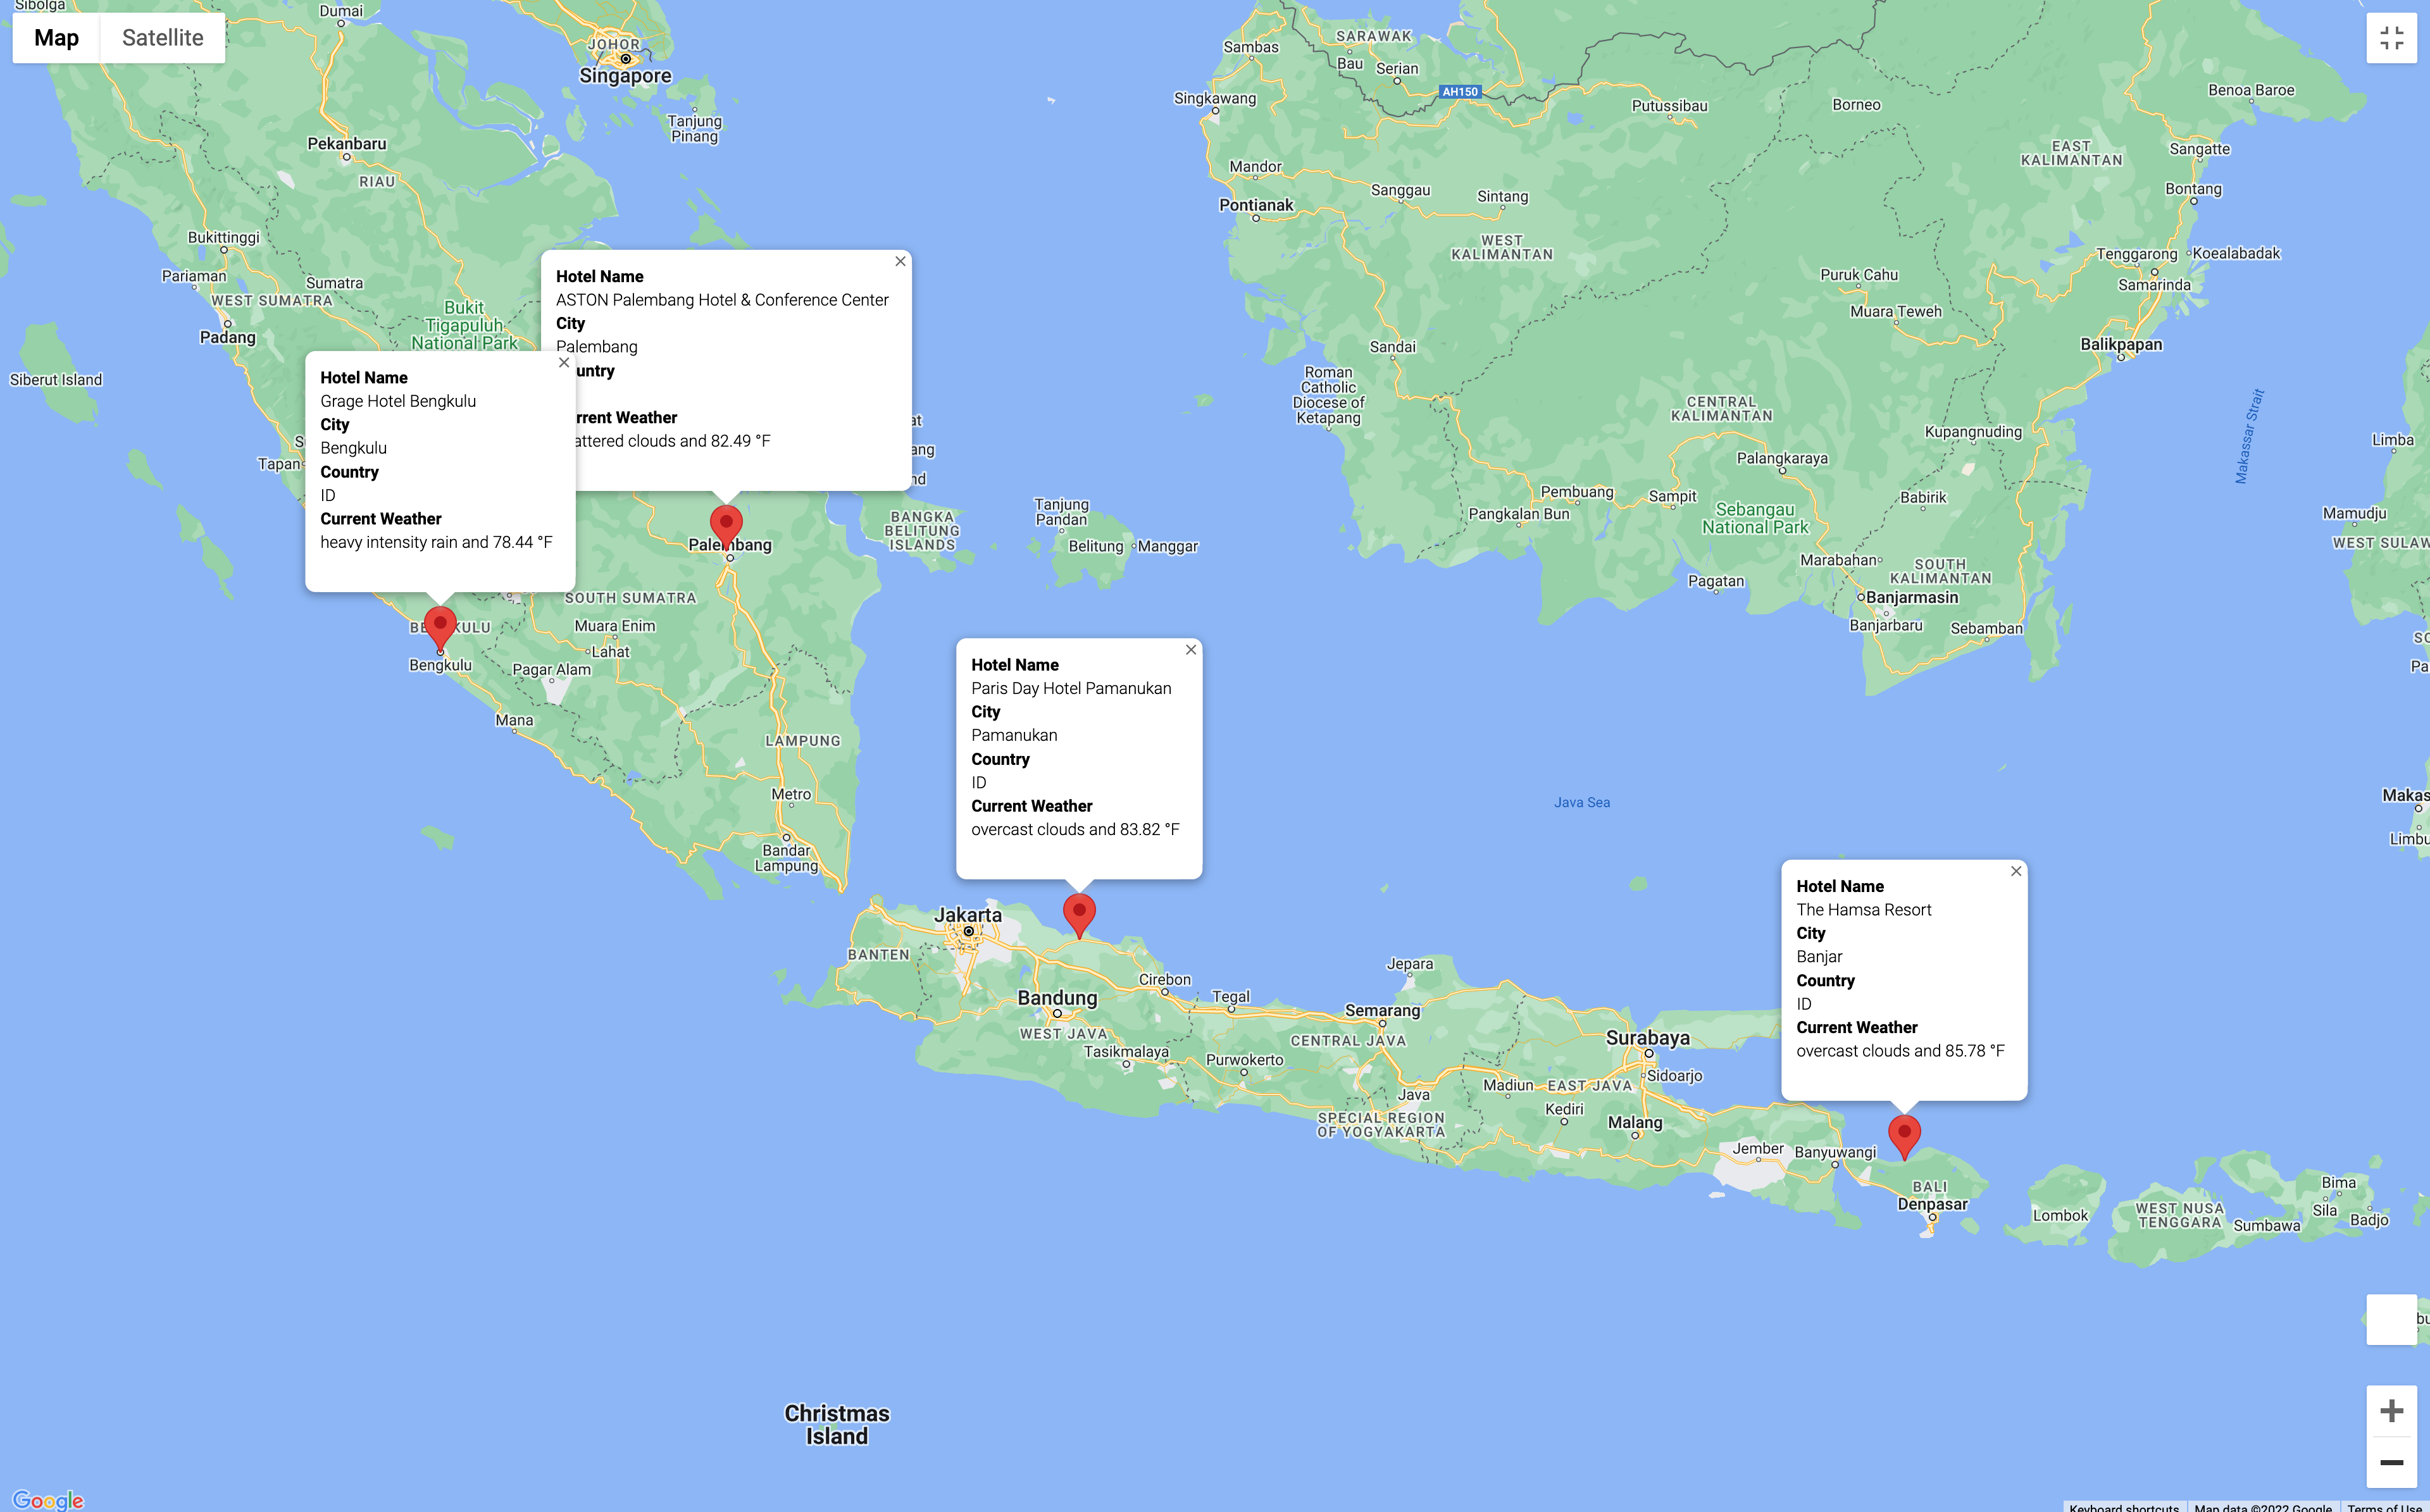 Sibolga
Dumai
Map
Satellite
JOHOR
Singapore
Tanjung
Pinang
Pekanbaru
RIAU
Bukittinggi
Pariaman
Sumatra
WEST SUMATRA
Padang
Bukit
Tigapuluh
National Park
Siberut Island
Sambas
SARAWAK
Bau
Serian
Singkawang
AH150
Putussibau
Borneo
Benoa Baroe
EAST
KALIMANTAN
Sangatte
Bontang
Mandor
Sanggau
Sintang
Pontianak
WEST
KALIMANTAN
Tenggarong
Koealabadak
Samarinda
Puruk Cahu
Muara Teweh
Balikpapan
Sandai
Roman
Catholic
Diocese of
Ketapang
CENTRAL
KALIMANTAN
Kupangnuding
Makassar Strait
Limba
Palangkaraya
Pembuang
Sampit
Pangkalan Bun
Sebangau
National Park
Babirik
Mamudju
WEST SULAW
Marabahan
SOUTH
KALIMANTAN
Pagatan
Banjarmasin
Banjarbaru
Sebamban
Hotel Name
ASTON Palembang Hotel & Conference Center
City
Palembang
untry
rrent Weather
attered clouds and 82.49 °F
Hotel Name
Grage Hotel Bengkulu
City
Bengkulu
Country
ID
Current Weather
heavy intensity rain and 78.44 °F
Tapan
at
ang
nd
BANGKA
BELITUNG
ISLANDS
Tanjung
Pandan
Belitung
Manggar
Palembang
SOUTH SUMATRA
BENGKULU
Bengkulu
Muara Enim
Lahat
Pagar Alam
Mana
LAMPUNG
Metro
Bandar
Lampung
Hotel Name
Paris Day Hotel Pamanukan
City
Pamanukan
Country
ID
Current Weather
overcast clouds and 83.82 °F
Java Sea
SO
Pa
Makas
Limbu
Hotel Name
The Hamsa Resort
City
Banjar
Country
ID
Current Weather
overcast clouds and 85.78 °F
Jakarta
BANTEN
Bandung
WEST JAVA
Cirebon
Tegal
Tasikmalaya
Purwokerto
Jepara
Semarang
CENTRAL JAVA
Surabaya
Sidoarjo
Madiun
EAST JAVA
Java
Kediri
SPECIAL REGION
OF YOGYAKARTA
Malang
Jember
Banyuwangi
BALI
Denpasar
Lombok
WEST NUSA
TENGGARA
Sumbawa
Bima
Sila
Badjo
bu
Christmas
Island
Google
Keyboard shortcuts
Map data ©2022 Google
Terms of Use